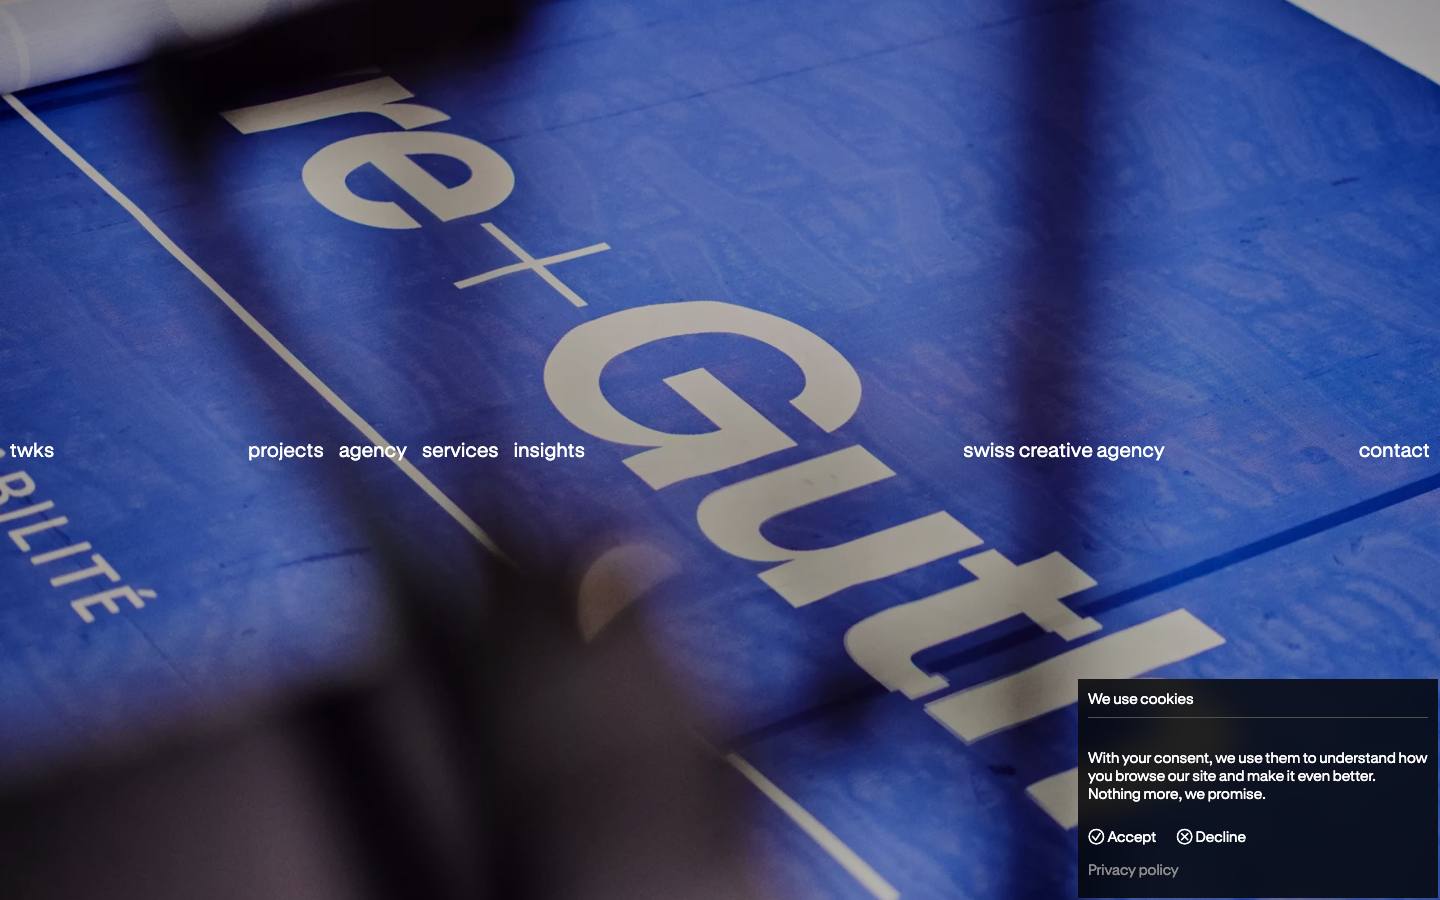 re+Gut
BILITÉ
twks projects agency services insights swiss creative agency contact
We use cookies
With your consent, we use them to understand how
you browse our site and make it even better.
Nothing more, we promise.
Accept Decline
Privacy policy